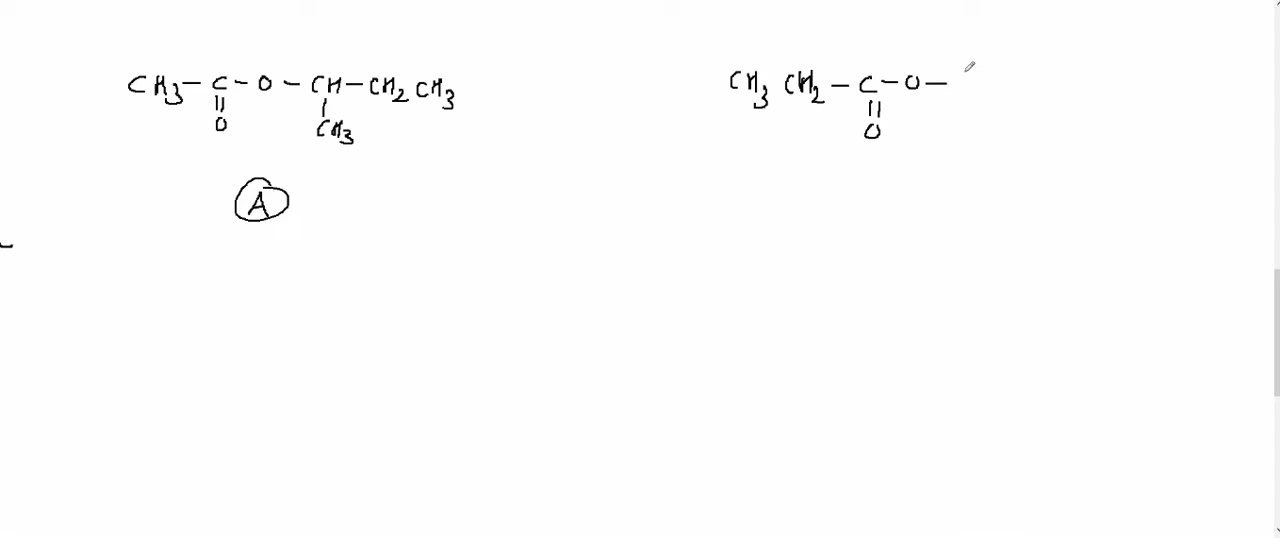 CH3 – C – O – CH – CH2 CH3
|| |
O CH3
A
CH3 CH2 – C – O –
||
O